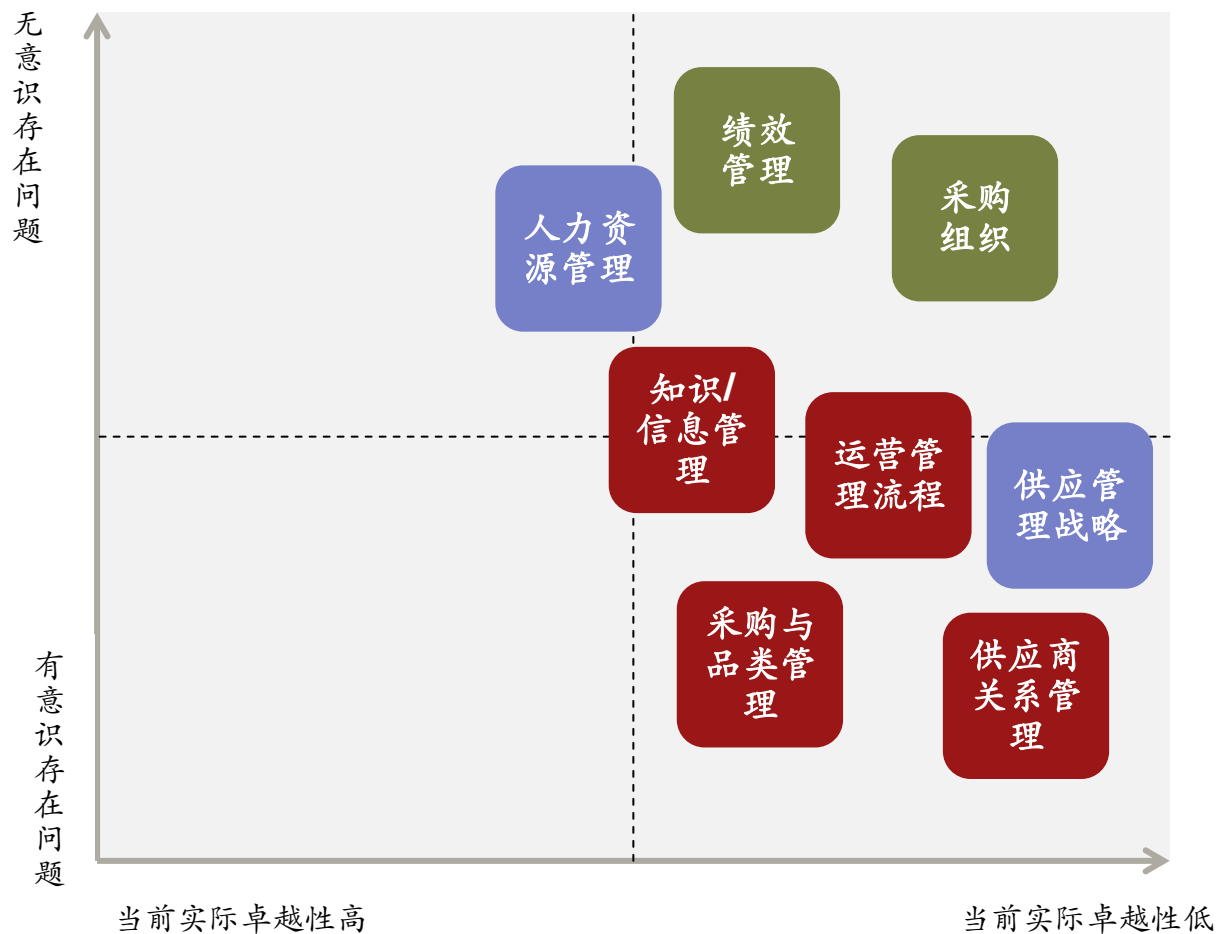 无意识存在问题
绩效
管理
采购
组织
人力资
源管理
知识/
信息管
理
运营管
理流程
供应管
理战略
采购与
品类管
理
供应商
关系管
理
有意识存在问题
当前实际卓越性高
当前实际卓越性低